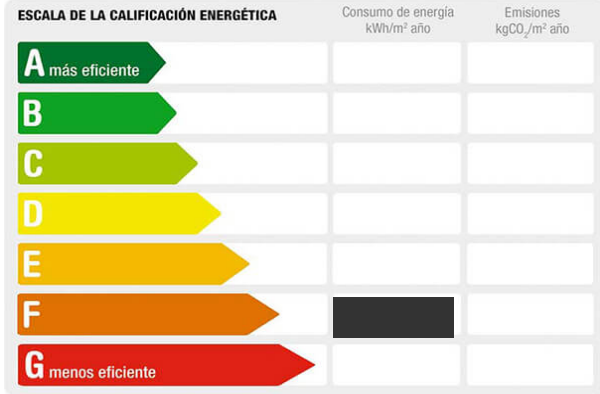 ESCALA DE LA CALIFICACIÓN ENERGÉTICA
Consumo de energía
kWh/m² año
Emisiones
kgCO₂/m² año
A más eficiente
B
C
D
E
F
G menos eficiente